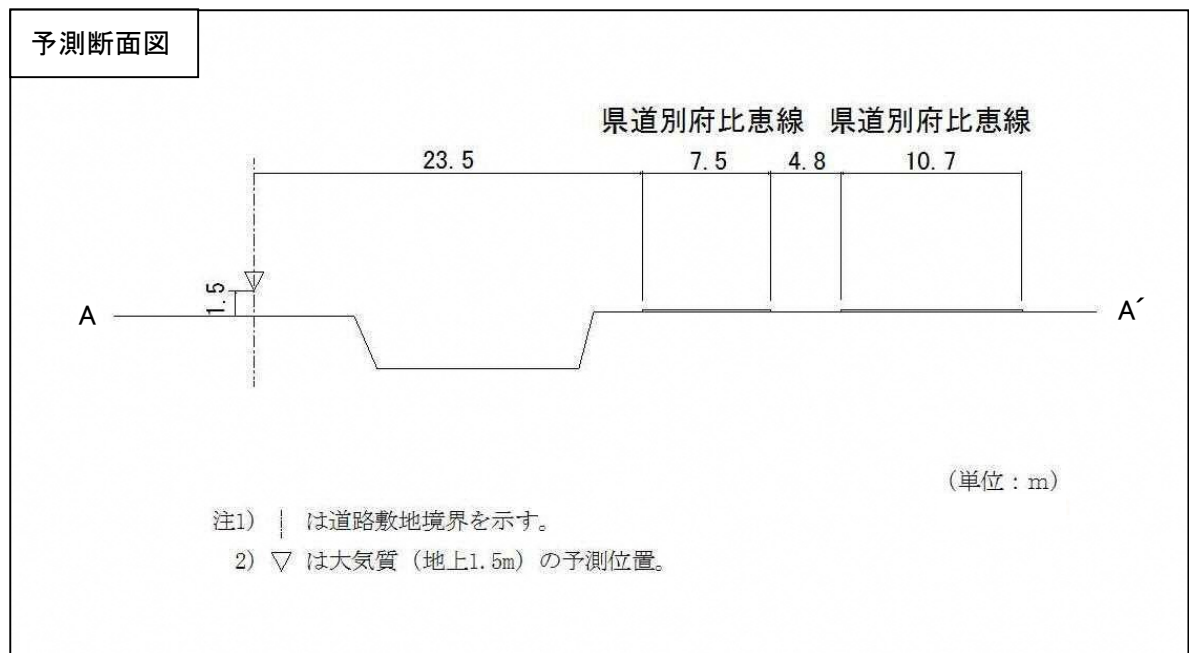 予測断面図
県道別府比恵線 県道別府比恵線
23.5 7.5 4.8 10.7
1.5
A A´
(単位:m)
注1) ¦ は道路敷地境界を示す。
2) ▽ は大気質(地上1.5m)の予測位置。